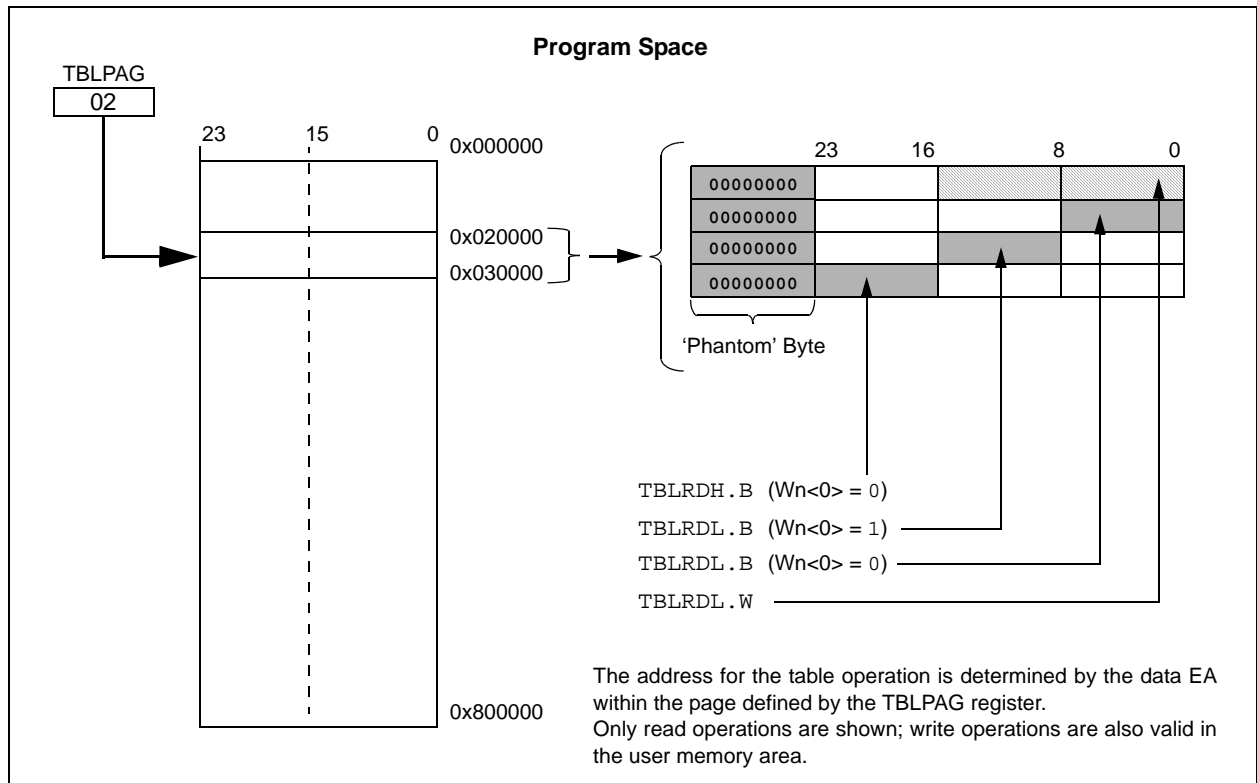 Program Space
TBLPAG
02
23 15 0
0x000000
0x020000
0x030000
0x800000
23 16 8 0
00000000
00000000
00000000
00000000
‘Phantom’ Byte
TBLRDH.B (Wn<0> = 0)
TBLRDL.B (Wn<0> = 1)
TBLRDL.B (Wn<0> = 0)
TBLRDL.W
The address for the table operation is determined by the data EA
within the page defined by the TBLPAG register.
Only read operations are shown; write operations are also valid in
the user memory area.